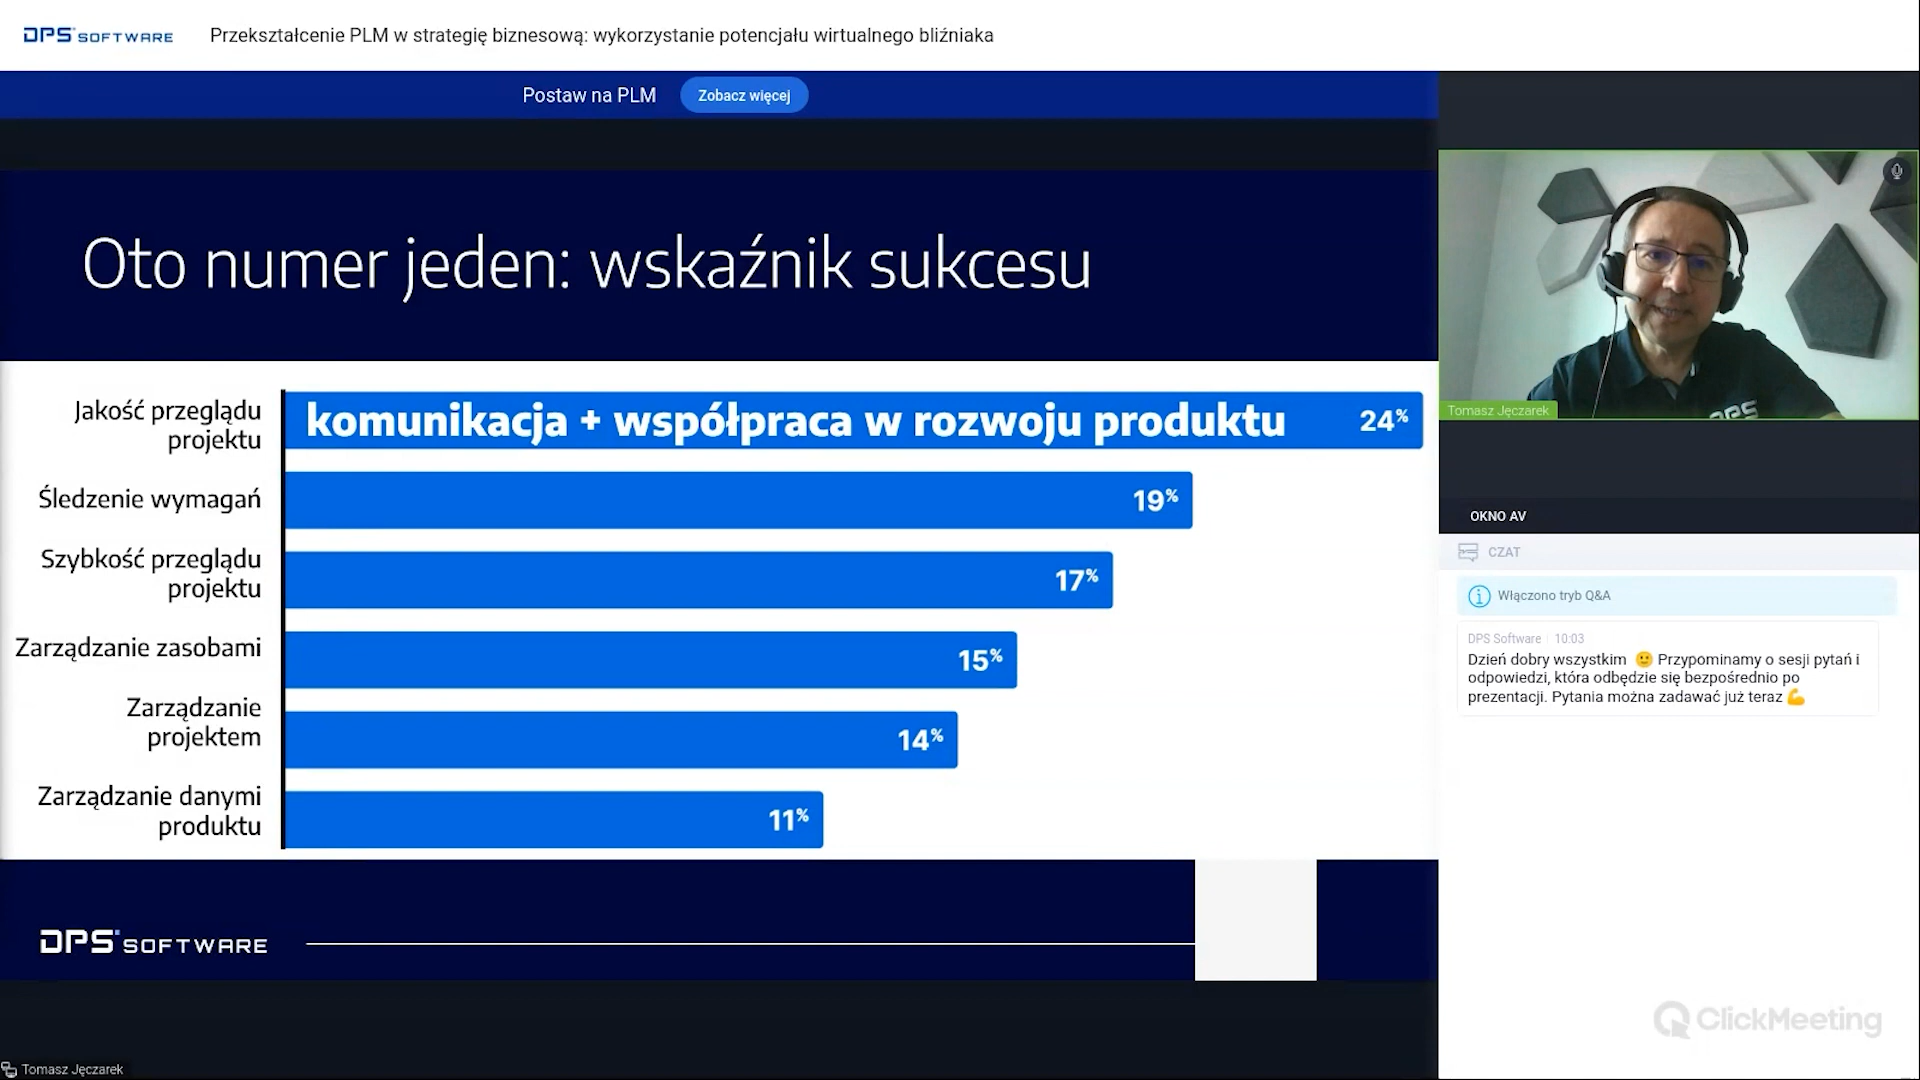 DPS SOFTWARE
Przekształcenie PLM w strategię biznesową: wykorzystanie potencjału wirtualnego bliźniaka
Postaw na PLM
Zobacz więcej
Oto numer jeden: wskaźnik sukcesu
Jakość przeglądu
projektu
komunikacja + współpraca w rozwoju produktu
24%
Śledzenie wymagań
19%
Szybkość przeglądu
projektu
17%
Zarządzanie zasobami
15%
Zarządzanie
projektem
14%
Zarządzanie danymi
produktu
11%
DPS SOFTWARE
Tomasz Jęczarek
DPS
Tomasz Jęczarek
OKNO AV
CZAT
Włączono tryb Q&A
DPS Software 10:03
Dzień dobry wszystkim 🙂 Przypominamy o sesji pytań i
odpowiedzi, która odbędzie się bezpośrednio po
prezentacji. Pytania można zadawać już teraz 💪
ClickMeeting